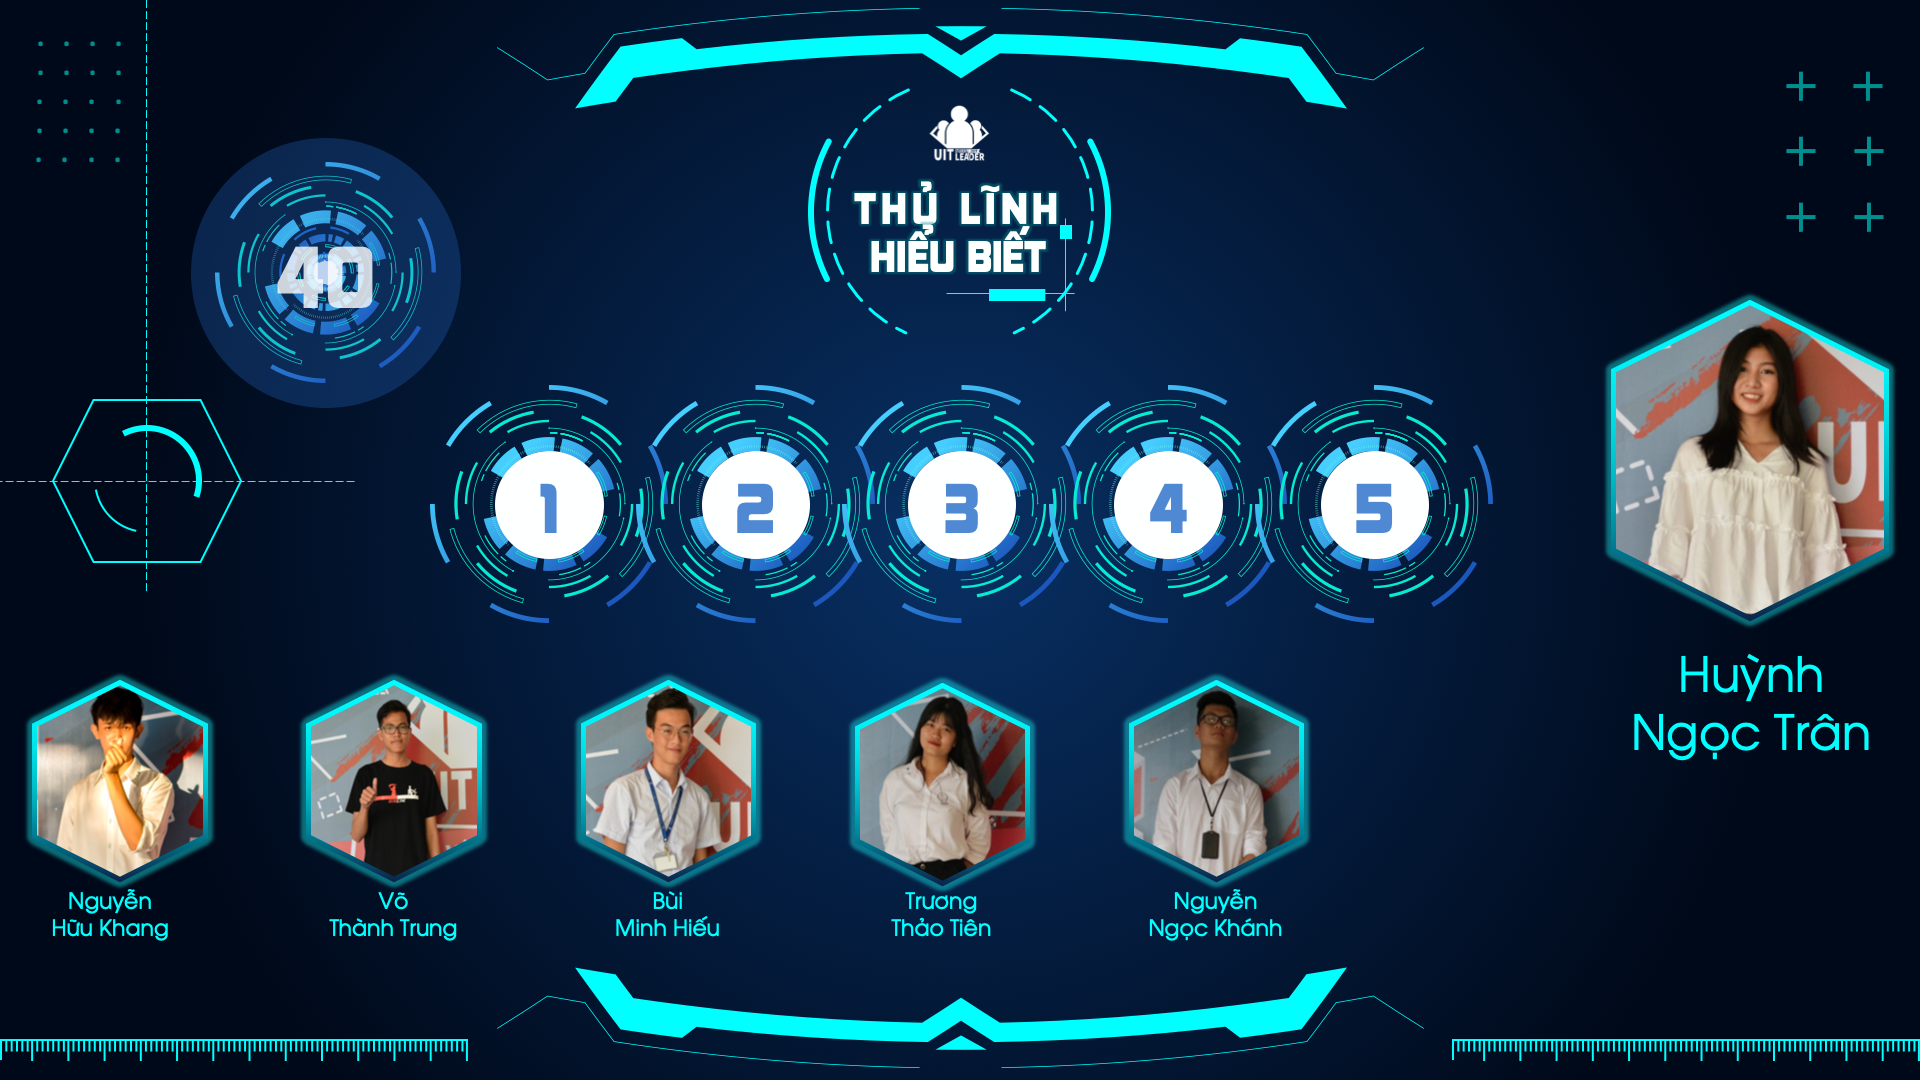 UIT LEADER
THỦ LĨNH
HIỂU BIẾT
40
1
2
3
4
5
Huỳnh
Ngọc Trân
Nguyễn
Hữu Khang
Võ
Thành Trung
Bùi
Minh Hiếu
Trương
Thảo Tiên
Nguyễn
Ngọc Khánh